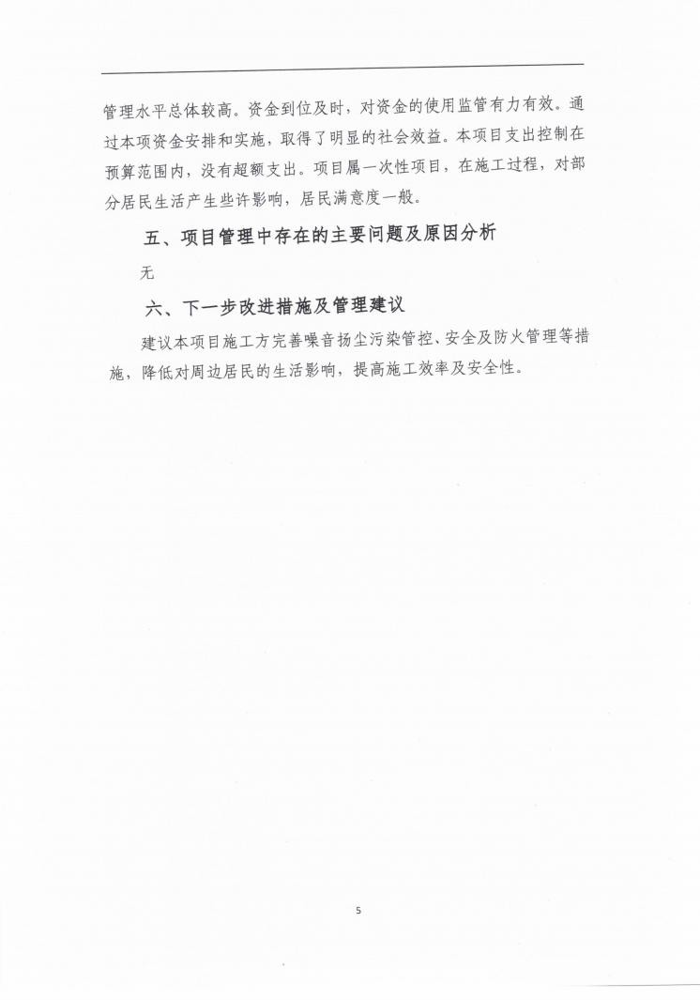 管理水平总体较高。资金到位及时，对资金的使用监管有力有效。通
过本项资金安排和实施，取得了明显的社会效益。本项目支出控制在
预算范围内，没有超额支出。项目属一次性项目，在施工过程，对部
分居民生活产生些许影响，居民满意度一般。
五、项目管理中存在的主要问题及原因分析
无
六、下一步改进措施及管理建议
建议本项目施工方完善噪音扬尘污染管控、安全及防火管理等措
施，降低对周边居民的生活影响，提高施工效率及安全性。
5